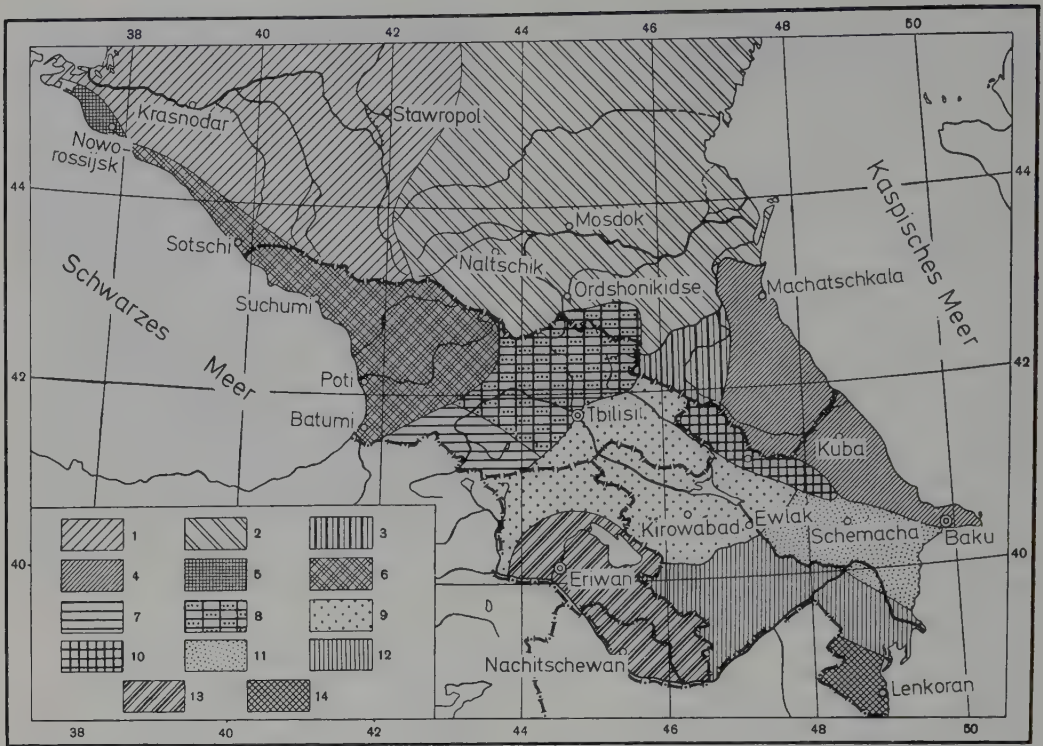 38 40 42 44 46 48 50
Krasnodar
Stawropol
Nowo-
rossijsk
44
44
Kaspisches Meer
Mosdok
Sotschi
Naltschik
Schwarzes
Meer
Ordshonikidse
Machatschkala
Suchumi
42
42
Poti
Tbilisi
Batumi
Kuba
Kirowabad
Ewlak
Schemacha
Baku
40
40
Eriwan
Nachitschewan
Lenkoran
1 2 3
4 5 6
7 8 9
10 11 12
13 14
38 40 42 44 46 48 50